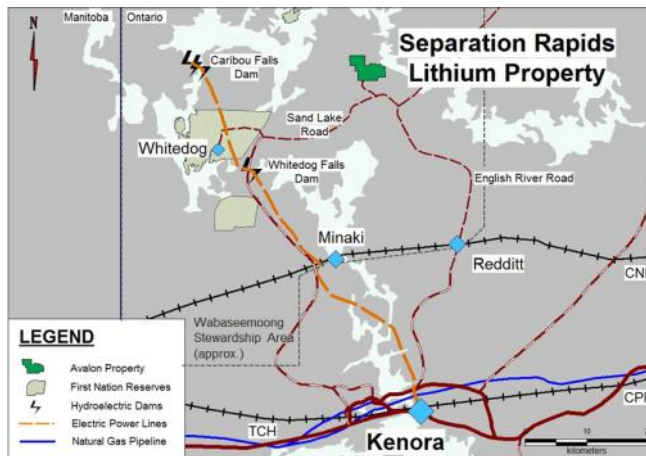 N
Manitoba
Ontario
Separation Rapids
Lithium Property
Caribou Falls
Dam
Sand Lake
Road
Whitedog
Whitedog Falls
Dam
English River Road
Minaki
Redditt
Wabaseemoong
Stewardship Area
(approx.)
TCH
Kenora
LEGEND
Avalon Property
First Nation Reserves
Hydroelectric Dams
Electric Power Lines
Natural Gas Pipeline
0
10
kilometers